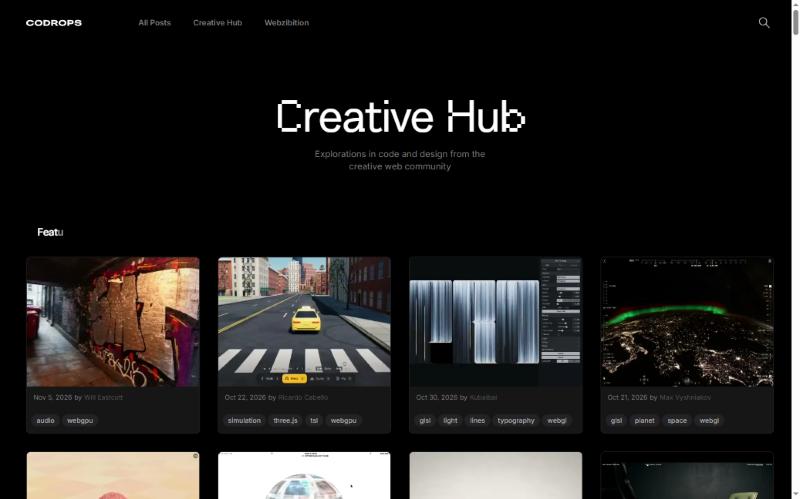 CODROPS
All Posts
Creative Hub
Webzibition
Creative Hub
Explorations in code and design from the
creative web community
Featu
Nov 5, 2026 by Will Eastcott
audio
webgpu
Oct 22, 2026 by Ricardo Cabello
simulation
three.js
tsl
webgpu
Oct 30, 2026 by
glsl
light
lines
typography
webgl
Oct 21, 2026 by Max Vyshniakov
glsl
planet
space
webgl